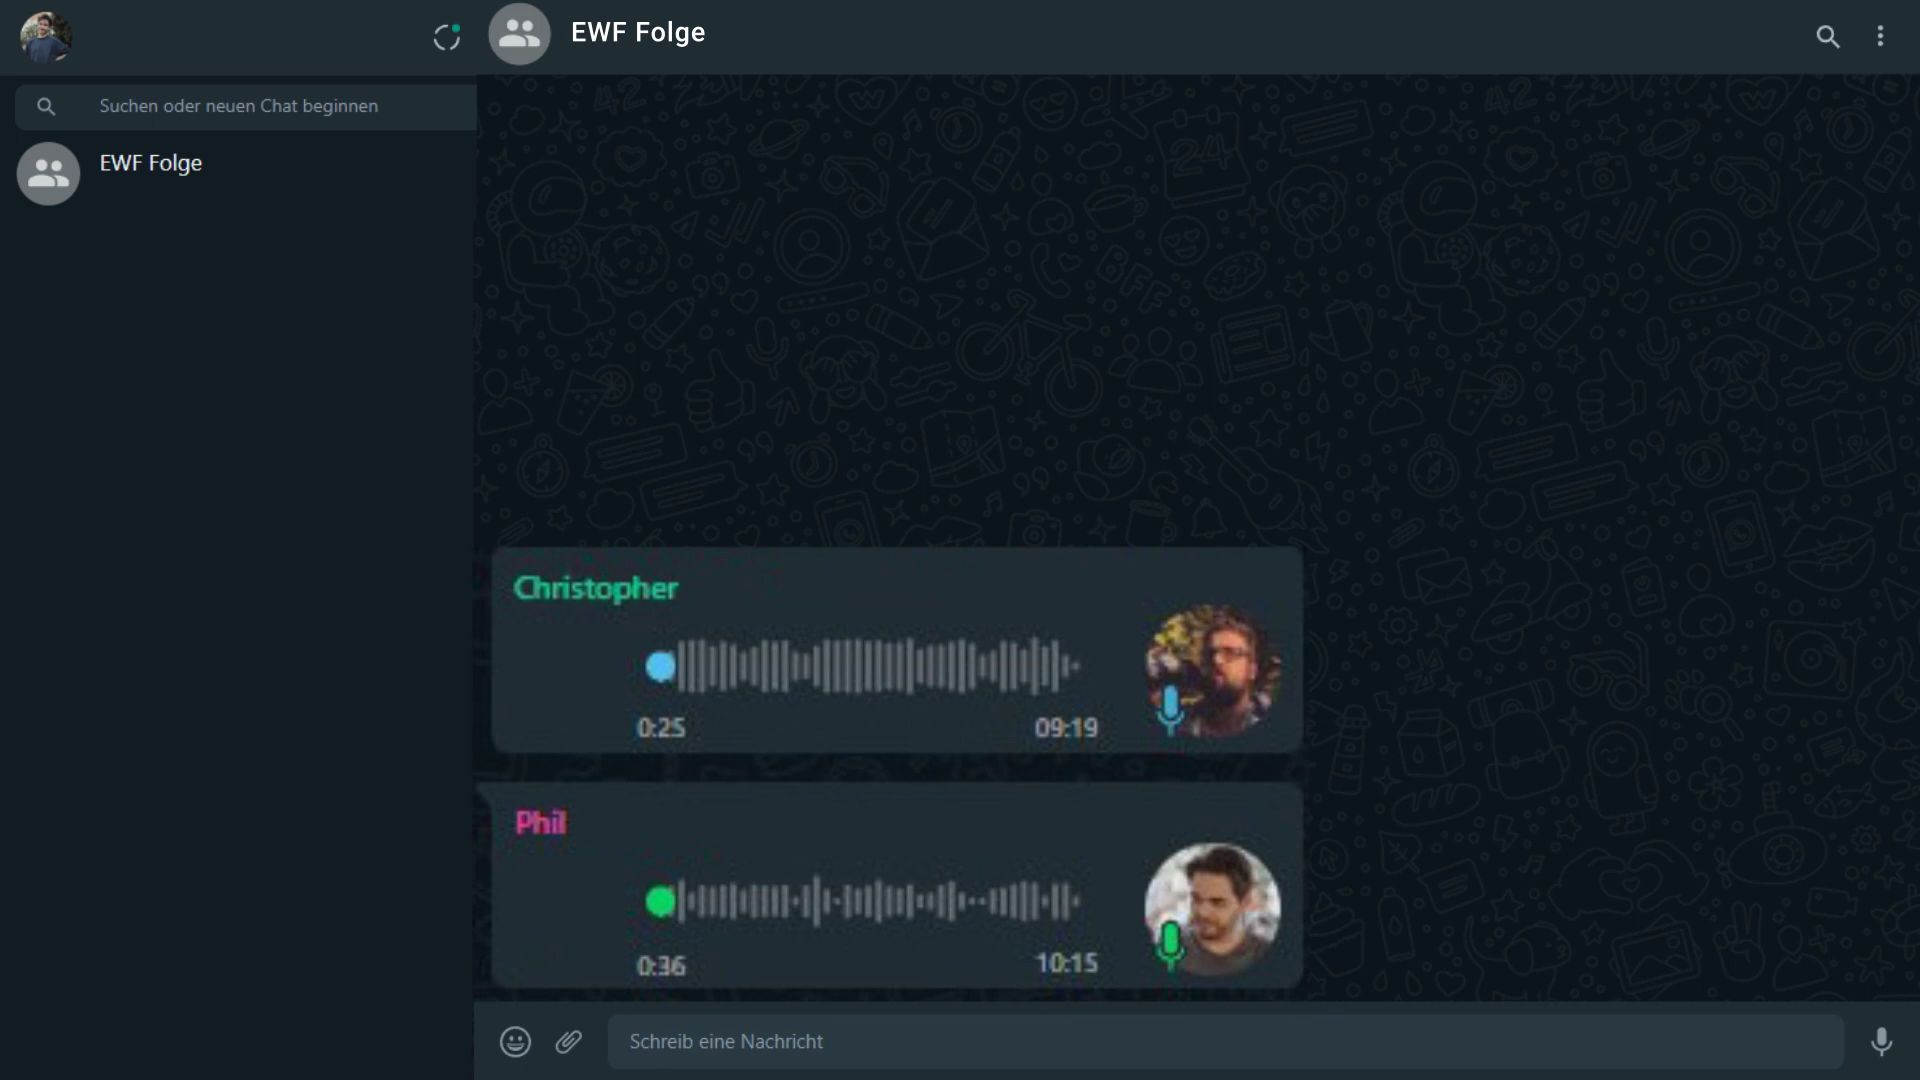 EWF Folge
Suchen oder neuen Chat beginnen
EWF Folge
Christopher
0:25
09:19
Phil
0:36
10:15
Schreib eine Nachricht